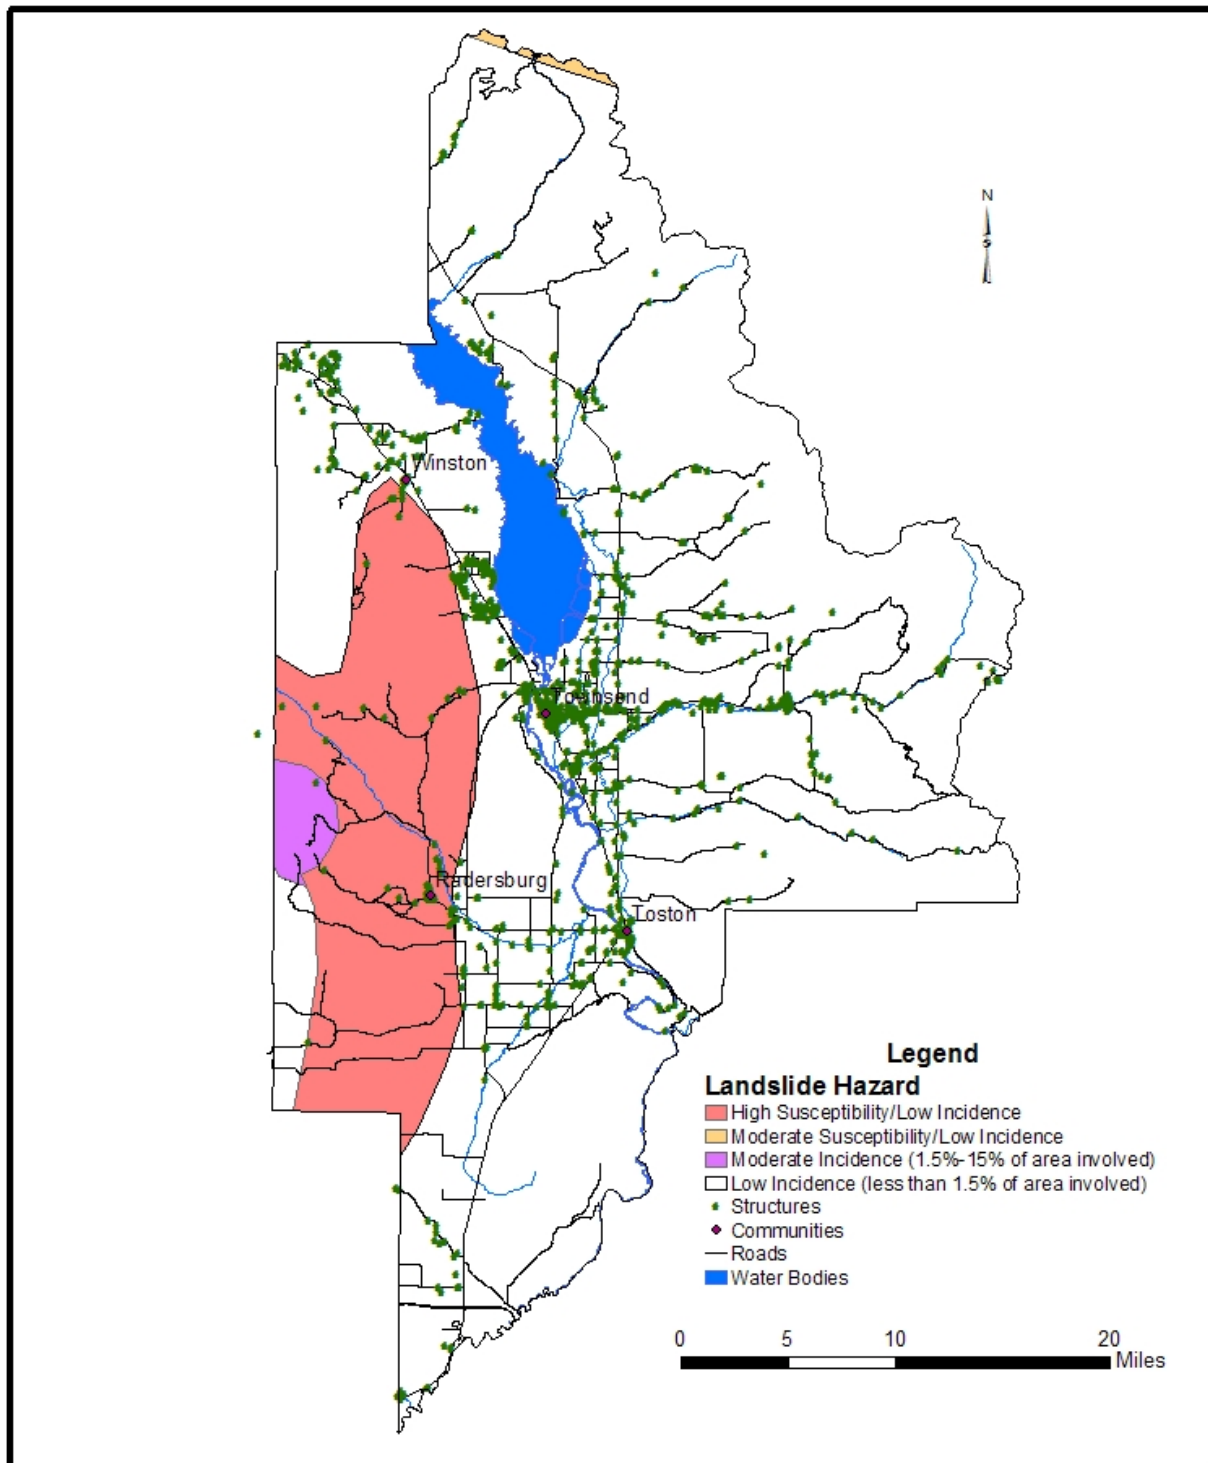 N
S
Winston
Townsend
Radersburg
Toston
Legend
Landslide Hazard
High Susceptibility/Low Incidence
Moderate Susceptibility/Low Incidence
Moderate Incidence (1.5%-15% of area involved)
Low Incidence (less than 1.5% of area involved)
Structures
Communities
Roads
Water Bodies
0 5 10 20
Miles